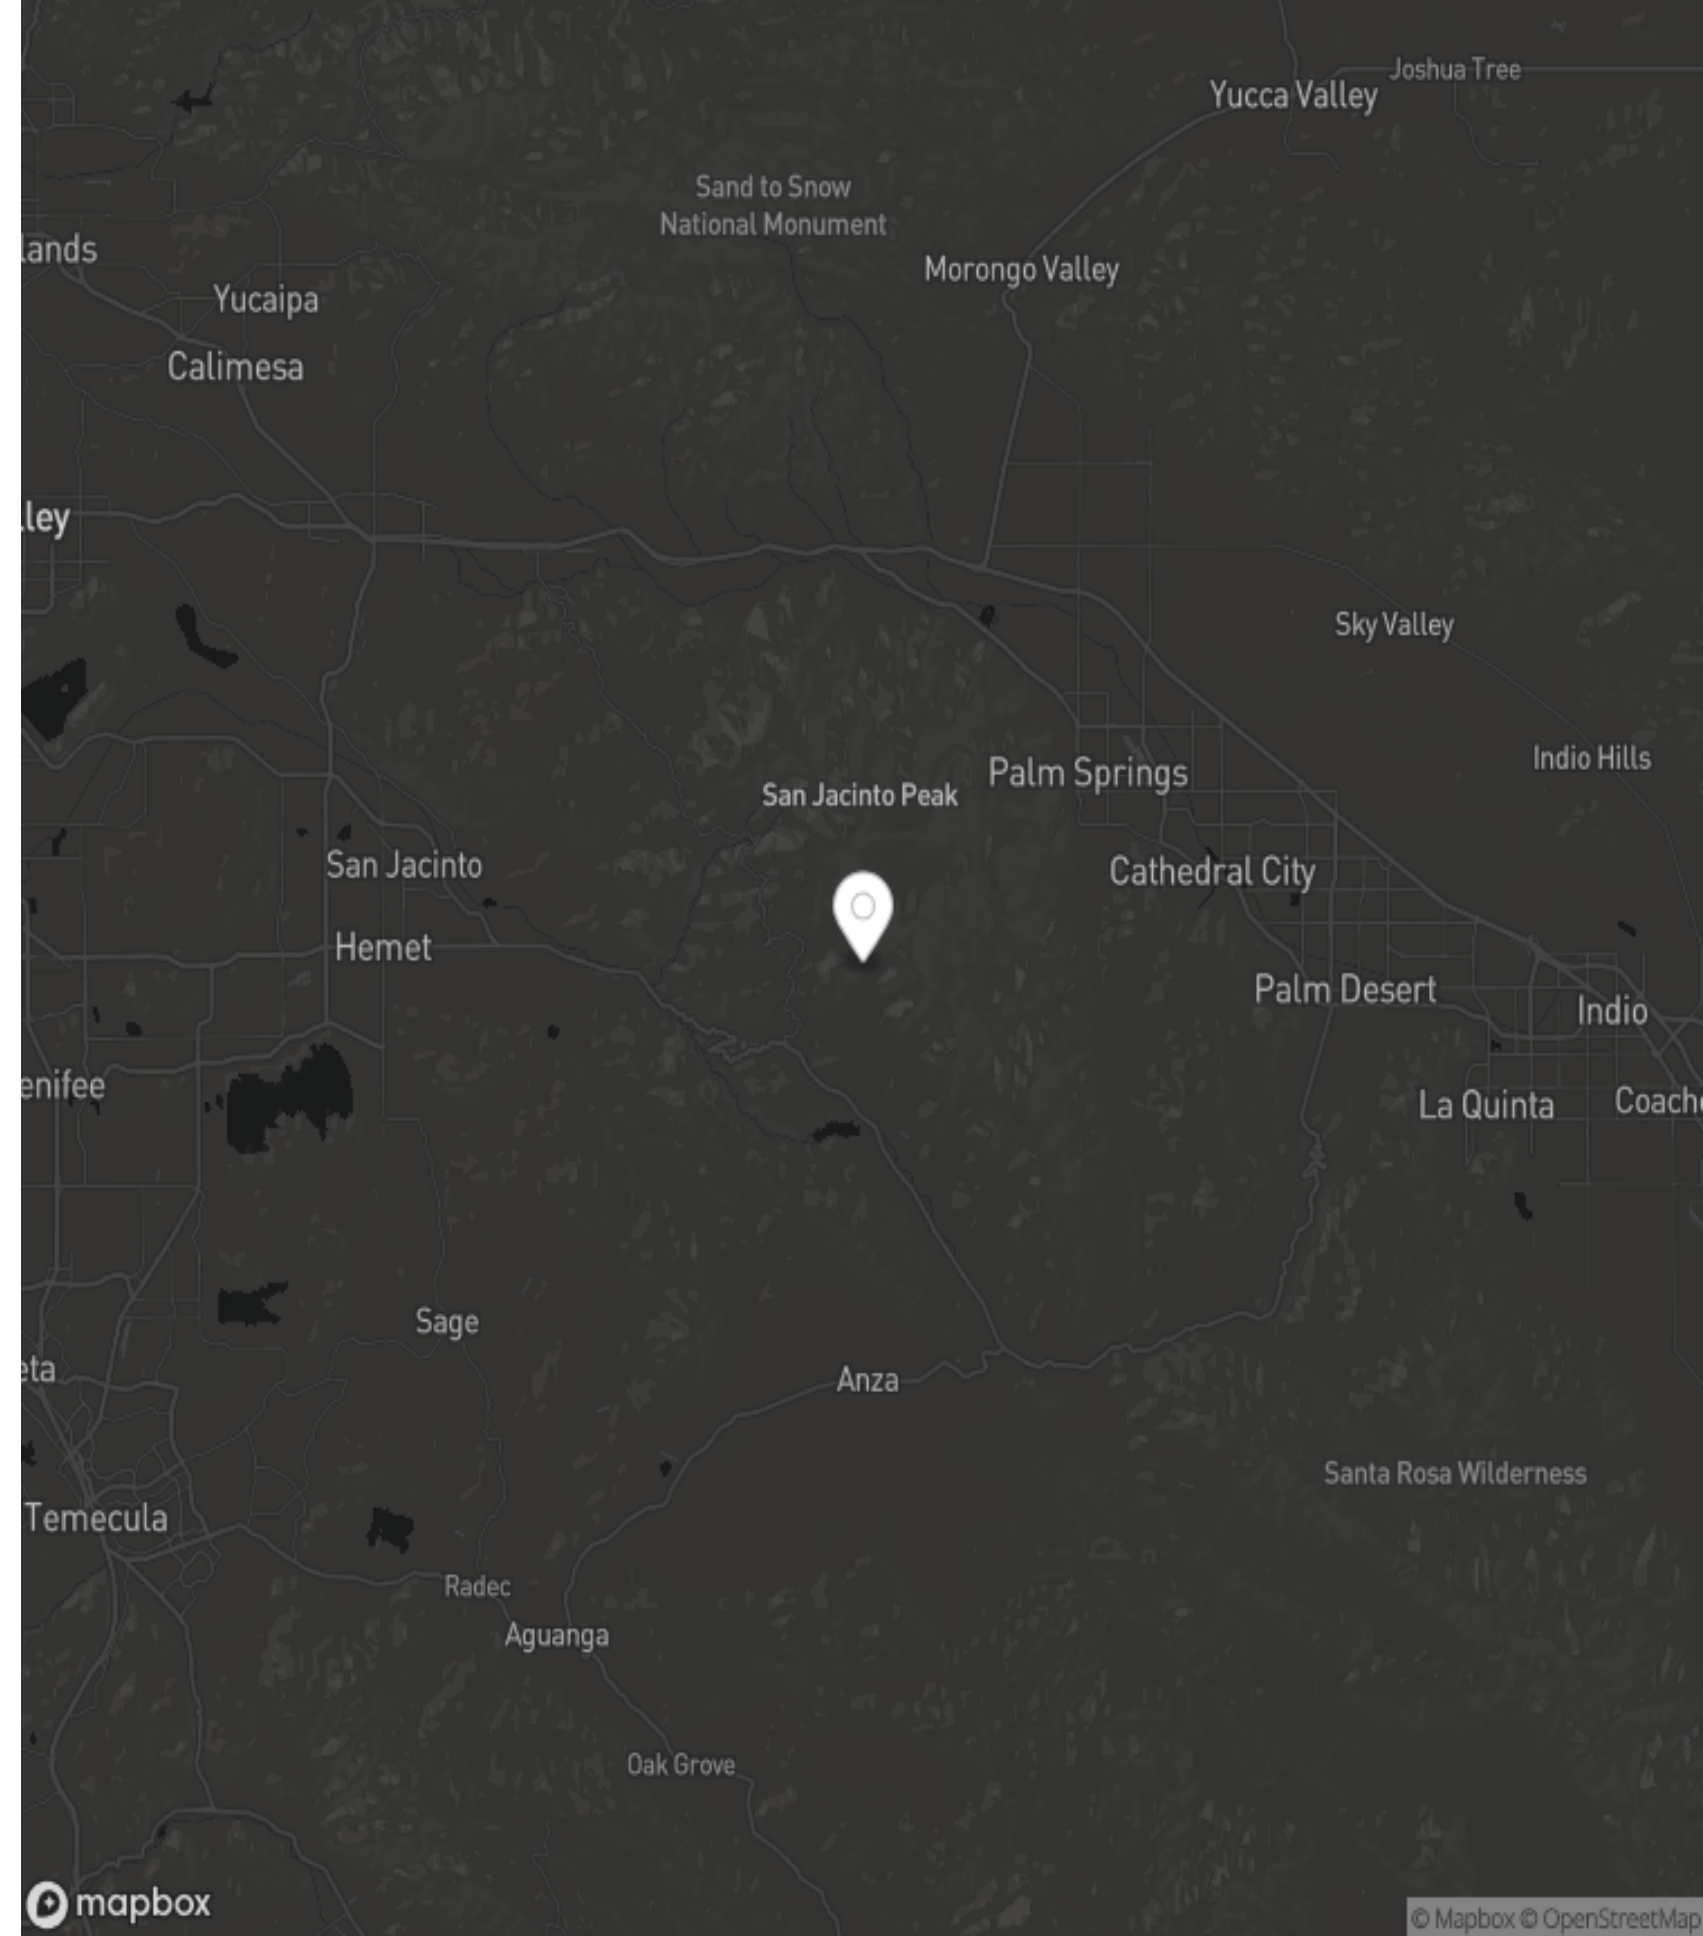 Joshua Tree
Yucca Valley
Sand to Snow
National Monument
lands
Morongo Valley
Yucaipa
Calimesa
lley
Sky Valley
Indio Hills
Palm Springs
San Jacinto Peak
San Jacinto
Cathedral City
Hemet
Palm Desert
Indio
enifee
La Quinta
Coache
Sage
eta
Anza
Santa Rosa Wilderness
Temecula
Radec
Aguanga
Oak Grove
mapbox
© Mapbox © OpenStreetMap